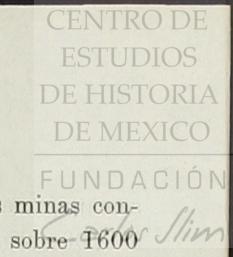 CENTRO DE
ESTUDIOS
DE HISTORIA
DE MEXICO
FUNDACIÓN
Carlos Slim
s minas con-
sobre 1600